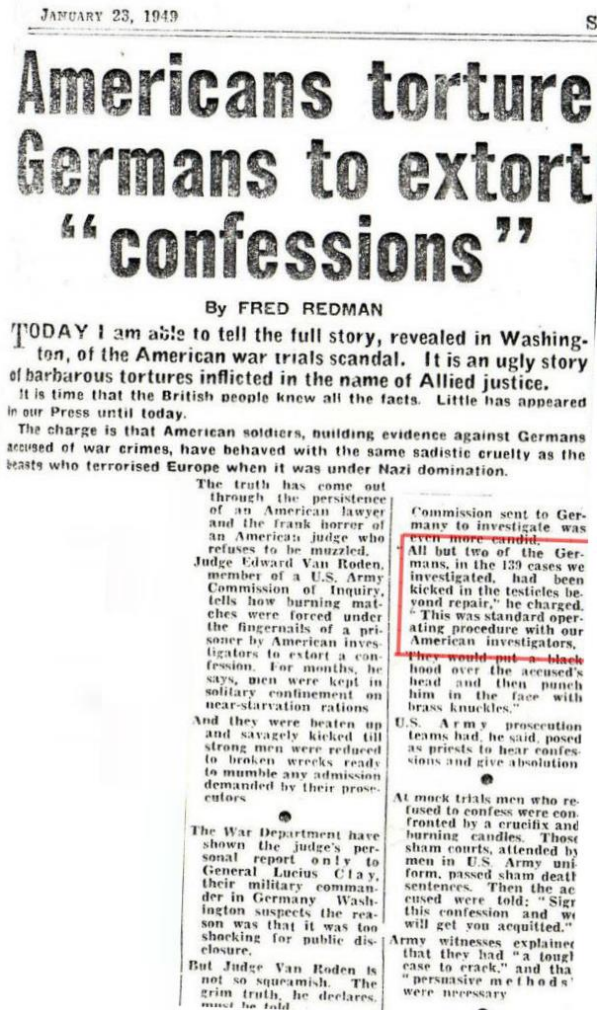 JANUARY 23, 1949
S
Americans torture
Germans to extort
“confessions”
By FRED REDMAN
TODAY I am able to tell the full story, revealed in Washing-
ton, of the American war trials scandal. It is an ugly story
of barbarous tortures inflicted in the name of Allied justice.
It is time that the British people knew all the facts. Little has appeared
in our Press until today.
The charge is that American soldiers, building evidence against Germans
accused of war crimes, have behaved with the same sadistic cruelty as the
beasts who terrorised Europe when it was under Nazi domination.
The truth has come out
through the persistence
of an American lawyer
and the frank horror of
an American judge who
refuses to be muzzled.
Judge Edward Van Roden,
member of a U.S. Army
Commission of Inquiry,
tells how burning mat-
ches were forced under
the fingernails of a pri-
soner by American inves-
tigators to extort a con-
fession. For months, he
says, men were kept in
solitary confinement on
near-starvation rations
And they were beaten up
and savagely kicked till
strong men were reduced
to broken wrecks ready
to mumble any admission
demanded by their prose-
cutors
The War Department have
shown the judge's per-
sonal report only to
General Lucius Clay,
their military comman-
der in Germany Wash-
ington suspects the rea-
son was that it was too
shocking for public dis-
closure.
But Judge Van Roden is
not so squeamish. The
grim truth, he declares,
must be told
Commission sent to Ger-
many to investigate was
even more candid.
All but two of the Ger-
mans, in the 139 cases we
investigated, had been
kicked in the testicles be-
yond repair," he charged.
"This was standard oper-
ating procedure with our
American investigators.
They would put a black
hood over the accused's
head and then punch
him in the face with
brass knuckles."
U.S. Army prosecution
teams had, he said, posed
as priests to hear confes-
sions and give absolution
At mock trials men who re-
fused to confess were con-
fronted by a crucifix and
burning candles. Those
sham courts, attended by
men in U.S. Army uni-
form, passed sham death
sentences. Then the ac
cused were told: "Sign
this confession and we
will get you acquitted."
Army witnesses explained
that they had "a tough
case to crack," and tha
"persuasive methods"
were necessary